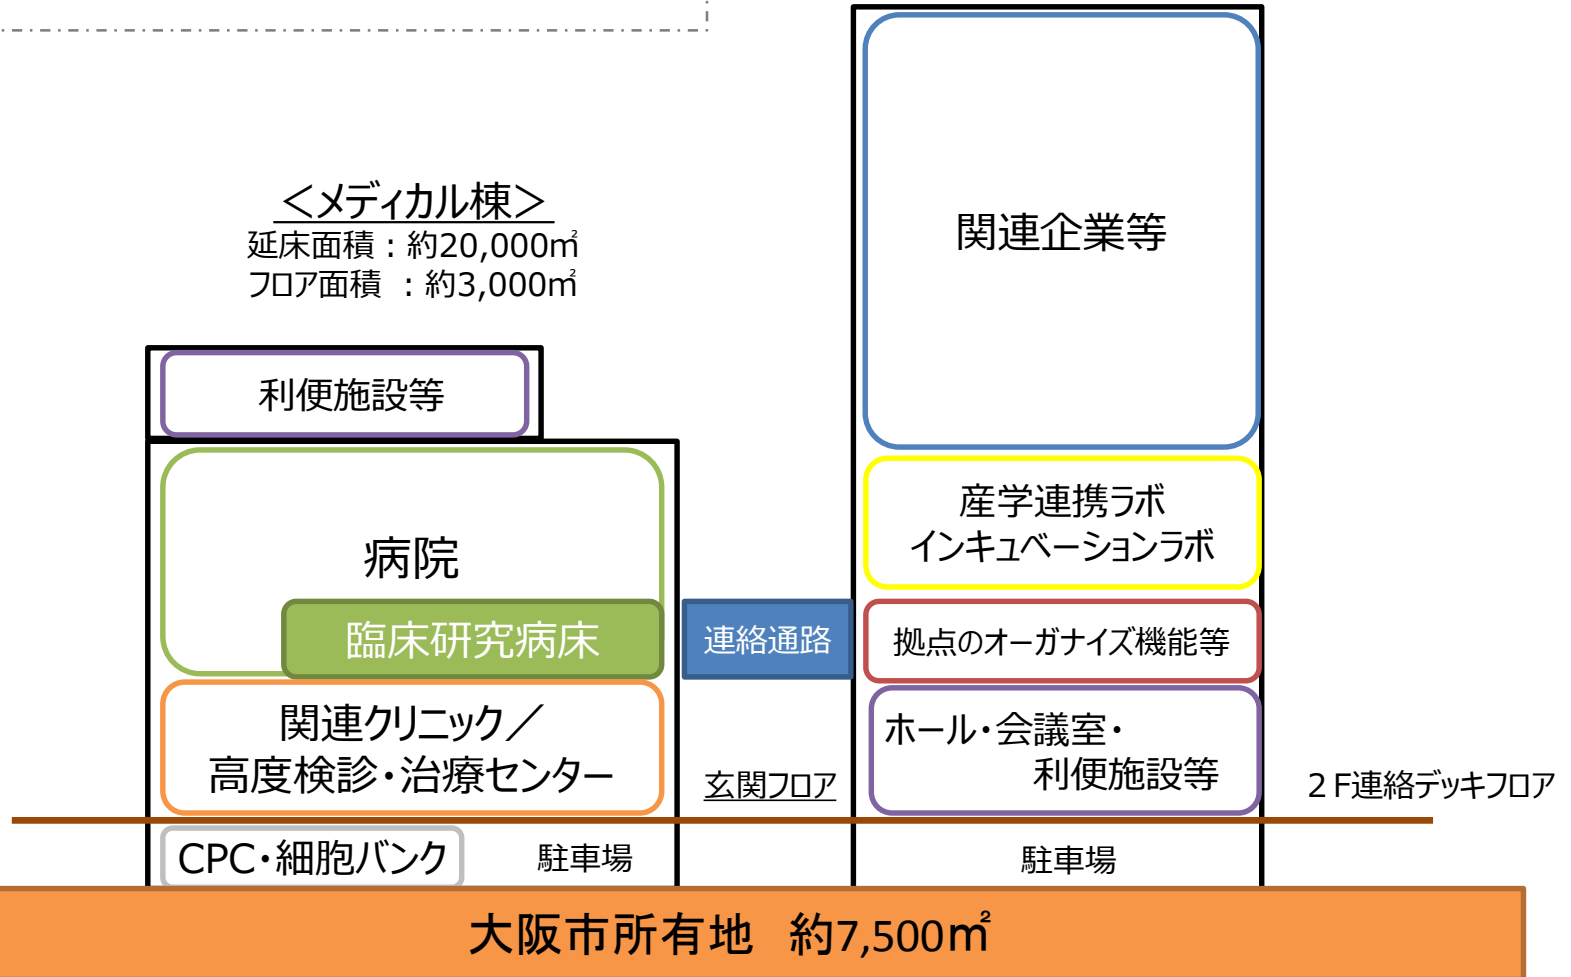 ＜メディカル棟＞
延床面積：約20,000㎡
フロア面積　：約3,000㎡
関連企業等
利便施設等
産学連携ラボ
インキュベーションラボ
病院
臨床研究病床
連絡通路
拠点のオーガナイズ機能等
関連クリニック／
高度検診・治療センター
ホール・会議室・
利便施設等
玄関フロア
２F連絡デッキフロア
CPC・細胞バンク
駐車場
駐車場
大阪市所有地　約7,500㎡